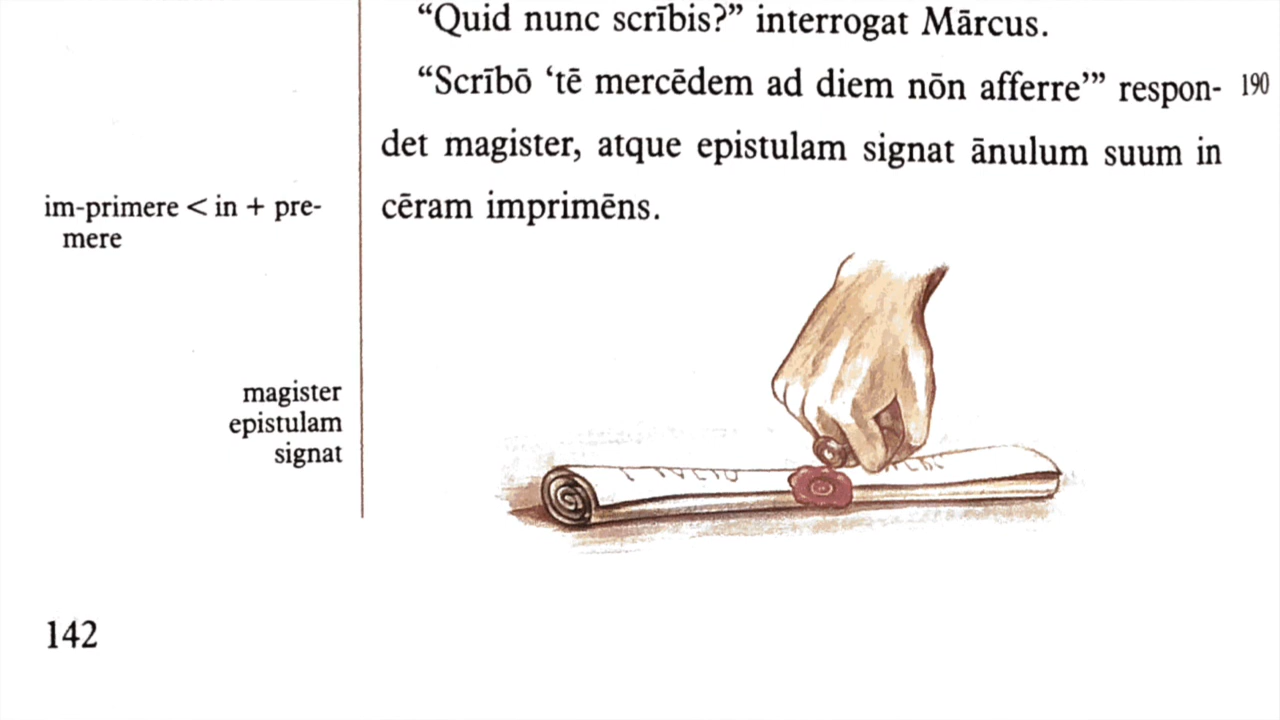 “Quid nunc scrībis?” interrogat Mārcus.
“Scrībō ‘tē mercēdem ad diem nōn afferre’” respon-
190
det magister, atque epistulam signat ānulum suum in
cēram imprimēns.
im-primere < in + pre-
mere
magister
epistulam
signat
142